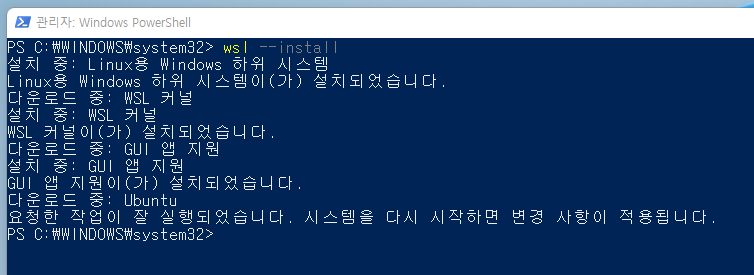 관리자: Windows PowerShell
PS C:₩WINDOWS₩system32> wsl --install
설치 중: Linux용 Windows 하위 시스템
Linux용 Windows 하위 시스템이(가) 설치되었습니다.
다운로드 중: WSL 커널
설치 중: WSL 커널
WSL 커널이(가) 설치되었습니다.
다운로드 중: GUI 앱 지원
설치 중: GUI 앱 지원
GUI 앱 지원이(가) 설치되었습니다.
다운로드 중: Ubuntu
요청한 작업이 잘 실행되었습니다. 시스템을 다시 시작하면 변경 사항이 적용됩니다.
PS C:₩WINDOWS₩system32>